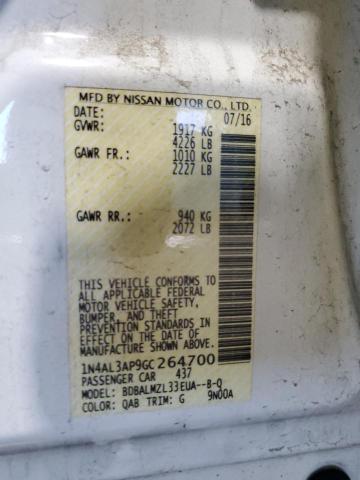 MFD BY NISSAN MOTOR CO., LTD.
DATE: 07/16
GVWR: 1917 KG
4226 LB
GAWR FR.: 1010 KG
2227 LB
GAWR RR.: 940 KG
2072 LB
THIS VEHICLE CONFORMS TO
ALL APPLICABLE FEDERAL
MOTOR VEHICLE SAFETY,
BUMPER, AND THEFT
PREVENTION STANDARDS IN
EFFECT ON THE DATE OF
MANUFACTURE SHOWN ABOVE.
1N4AL3AP9GC264700
PASSENGER CAR 437
MODEL: BDBALMZL33EUA--B-Q
COLOR: QAB TRIM: G 9N00A